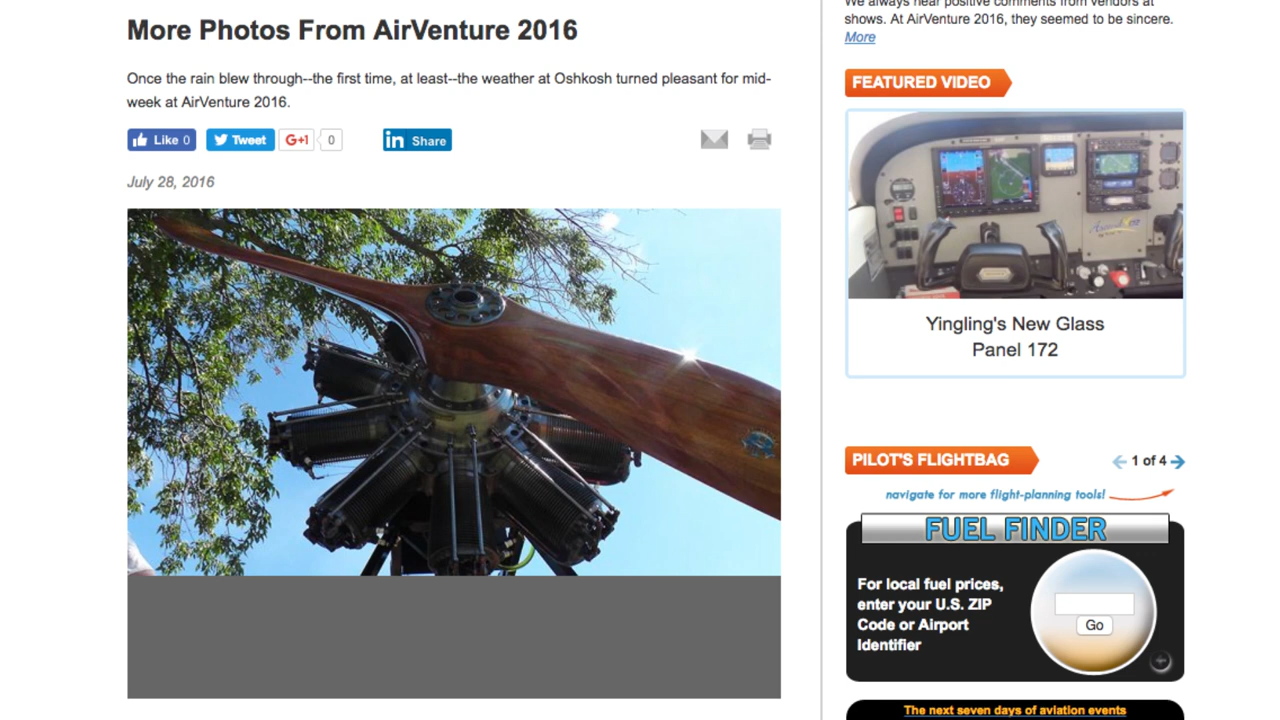 More Photos From AirVenture 2016
Once the rain blew through--the first time, at least--the weather at Oshkosh turned pleasant for mid-
week at AirVenture 2016.
Like 0
Tweet
G+1
0
in Share
July 28, 2016
We always hear positive comments from vendors at
shows. At AirVenture 2016, they seemed to be sincere.
More
FEATURED VIDEO
Yingling's New Glass
Panel 172
PILOT'S FLIGHTBAG
1 of 4
navigate for more flight-planning tools!
FUEL FINDER
For local fuel prices,
enter your U.S. ZIP
Code or Airport
Identifier
Go
The next seven days of aviation events